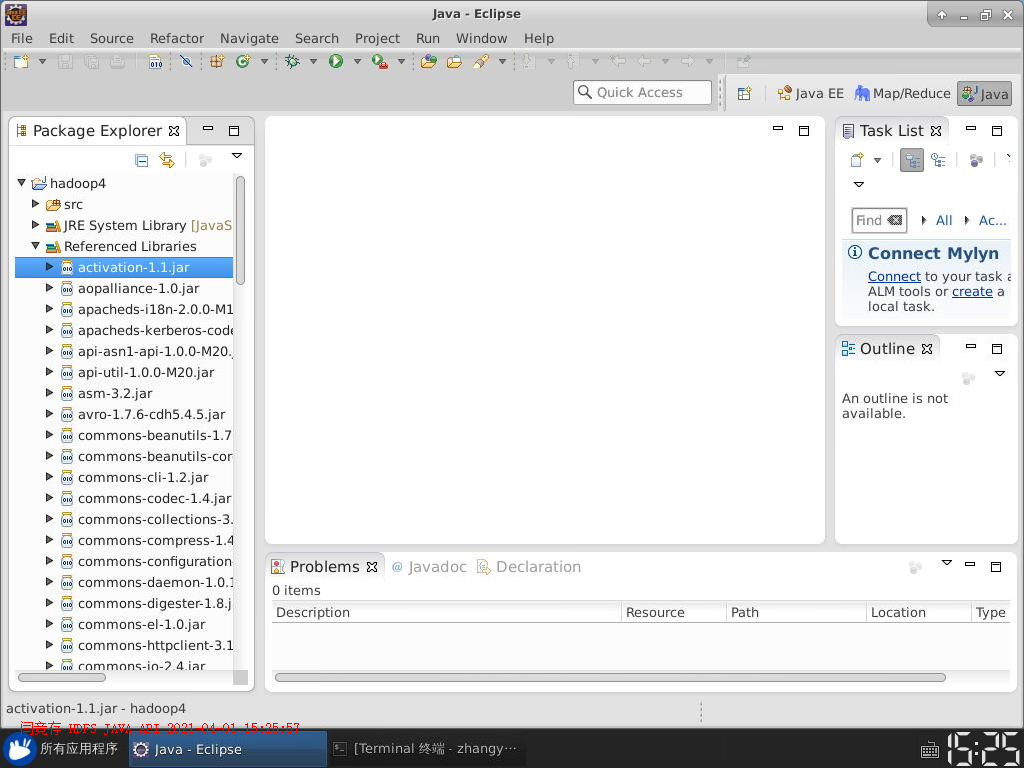 Java - Eclipse
File Edit Source Refactor Navigate Search Project Run Window Help
Quick Access
Java EE
Map/Reduce
Java
Package Explorer
hadoop4
src
JRE System Library [JavaS
Referenced Libraries
activation-1.1.jar
aopalliance-1.0.jar
apacheds-i18n-2.0.0-M1
apacheds-kerberos-code
api-asn1-api-1.0.0-M20.
api-util-1.0.0-M20.jar
asm-3.2.jar
avro-1.7.6-cdh5.4.5.jar
commons-beanutils-1.7
commons-beanutils-cor
commons-cli-1.2.jar
commons-codec-1.4.jar
commons-collections-3.
commons-compress-1.4
commons-configuration
commons-daemon-1.0.1
commons-digester-1.8.j
commons-el-1.0.jar
commons-httpclient-3.1
commons-io-2.4.jar
Task List
Find
All
Ac...
Connect Mylyn
Connect to your task a
ALM tools or create a
local task.
Outline
An outline is not
available.
Problems
@ Javadoc
Declaration
0 items
Description Resource Path Location Type
activation-1.1.jar - hadoop4
闫竞存 HDFS JAVA API 2021-04-01 15:25:57
所有应用程序
Java - Eclipse
[Terminal 终端 - zhangy···
15:25